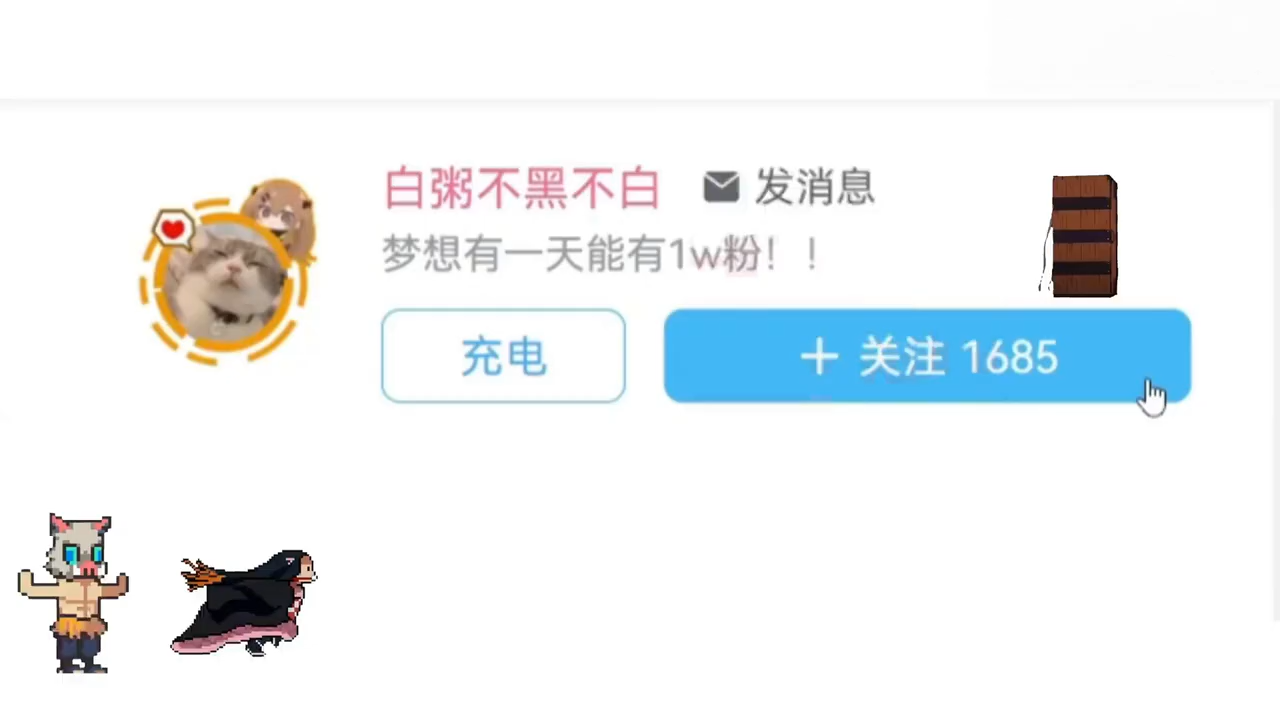 白粥不黑不白 发消息
梦想有一天能有1w粉！！
充电 + 关注 1685